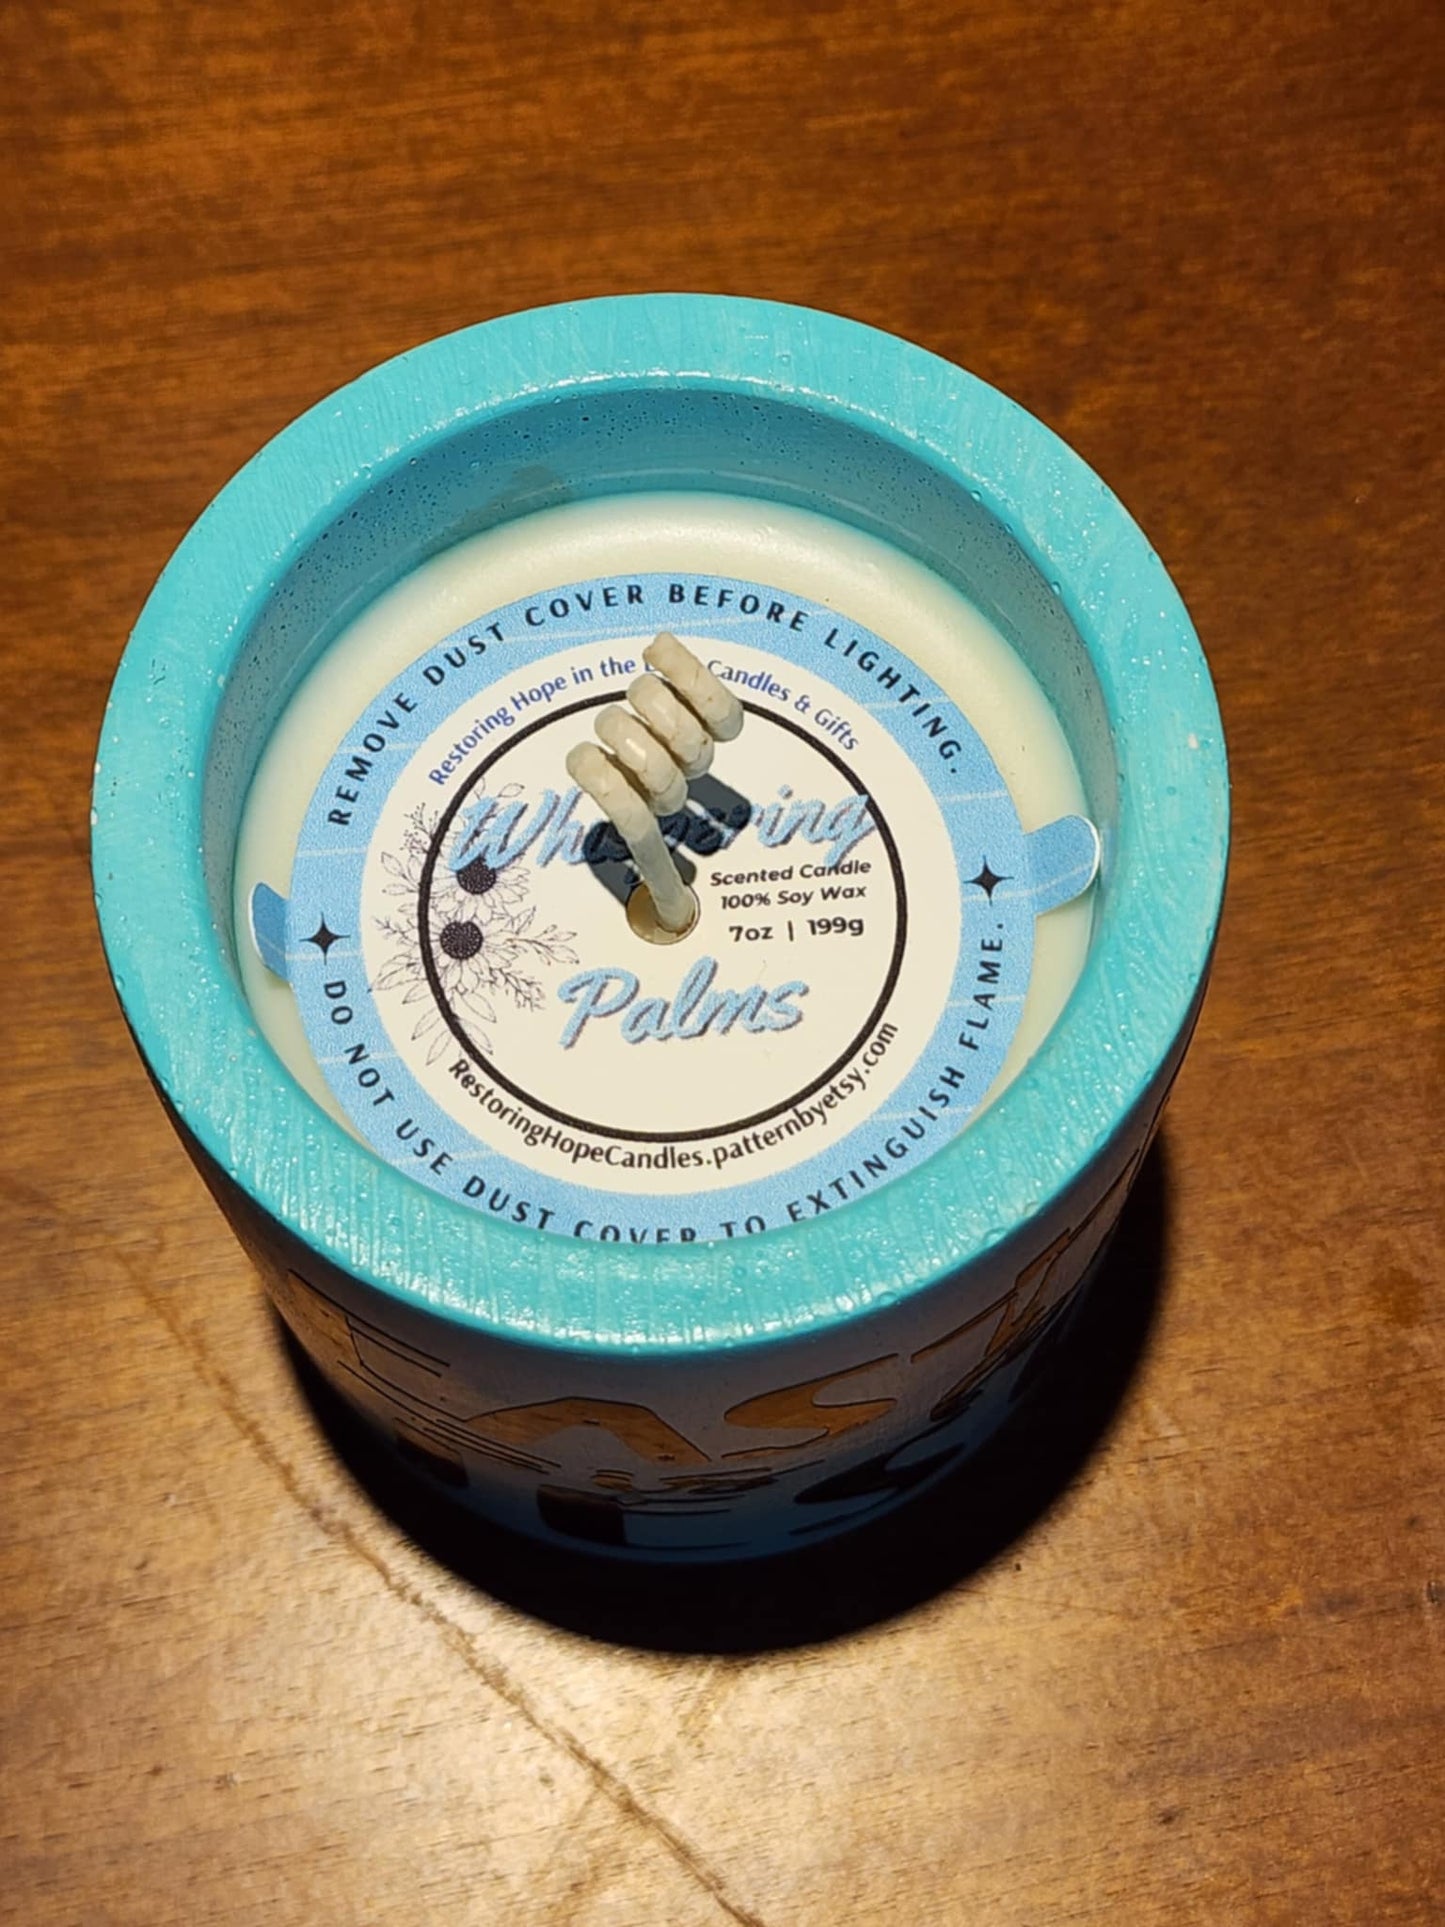 REMOVE DUST COVER BEFORE LIGHTING.
Restoring Hope in the Candles & Gifts
Whispering
Scented Candle
100% Soy Wax
7oz | 199g
Palms
RestoringHopeCandles.patternbyetsy.com
DO NOT USE DUST COVER TO EXTINGUISH FLAME.